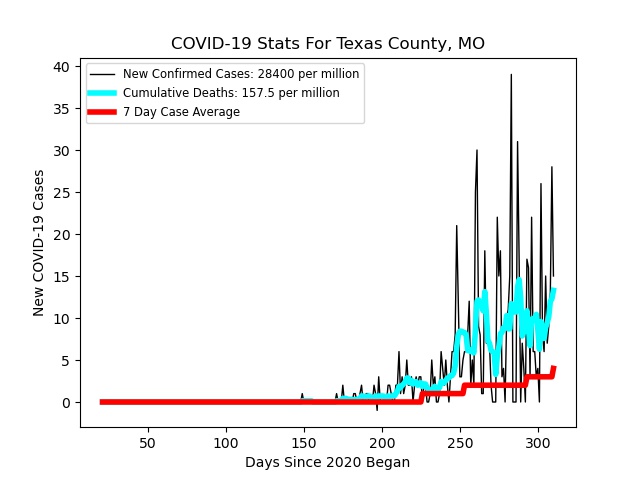 COVID-19 Stats For Texas County, MO
New Confirmed Cases: 28400 per million
Cumulative Deaths: 157.5 per million
7 Day Case Average
New COVID-19 Cases
40
35
30
25
20
15
10
5
0
50 100 150 200 250 300
Days Since 2020 Began